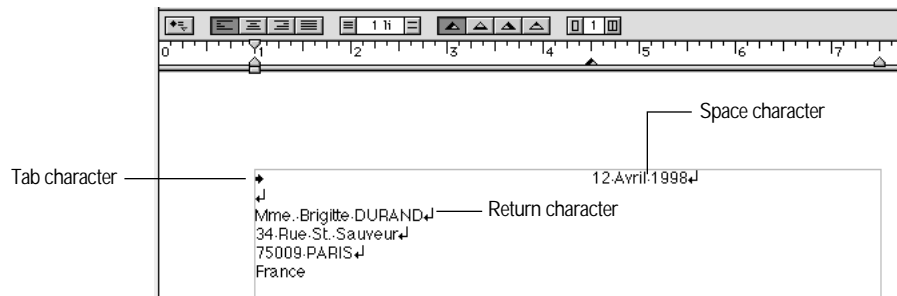 1 li 1
0 1 2 3 4 5 6 7
Space character
Tab character
12·Avril·1998↵
↵
Mme.·Brigitte·DURAND↵
Return character
34·Rue·St.·Sauveur↵
75009·PARIS↵
France